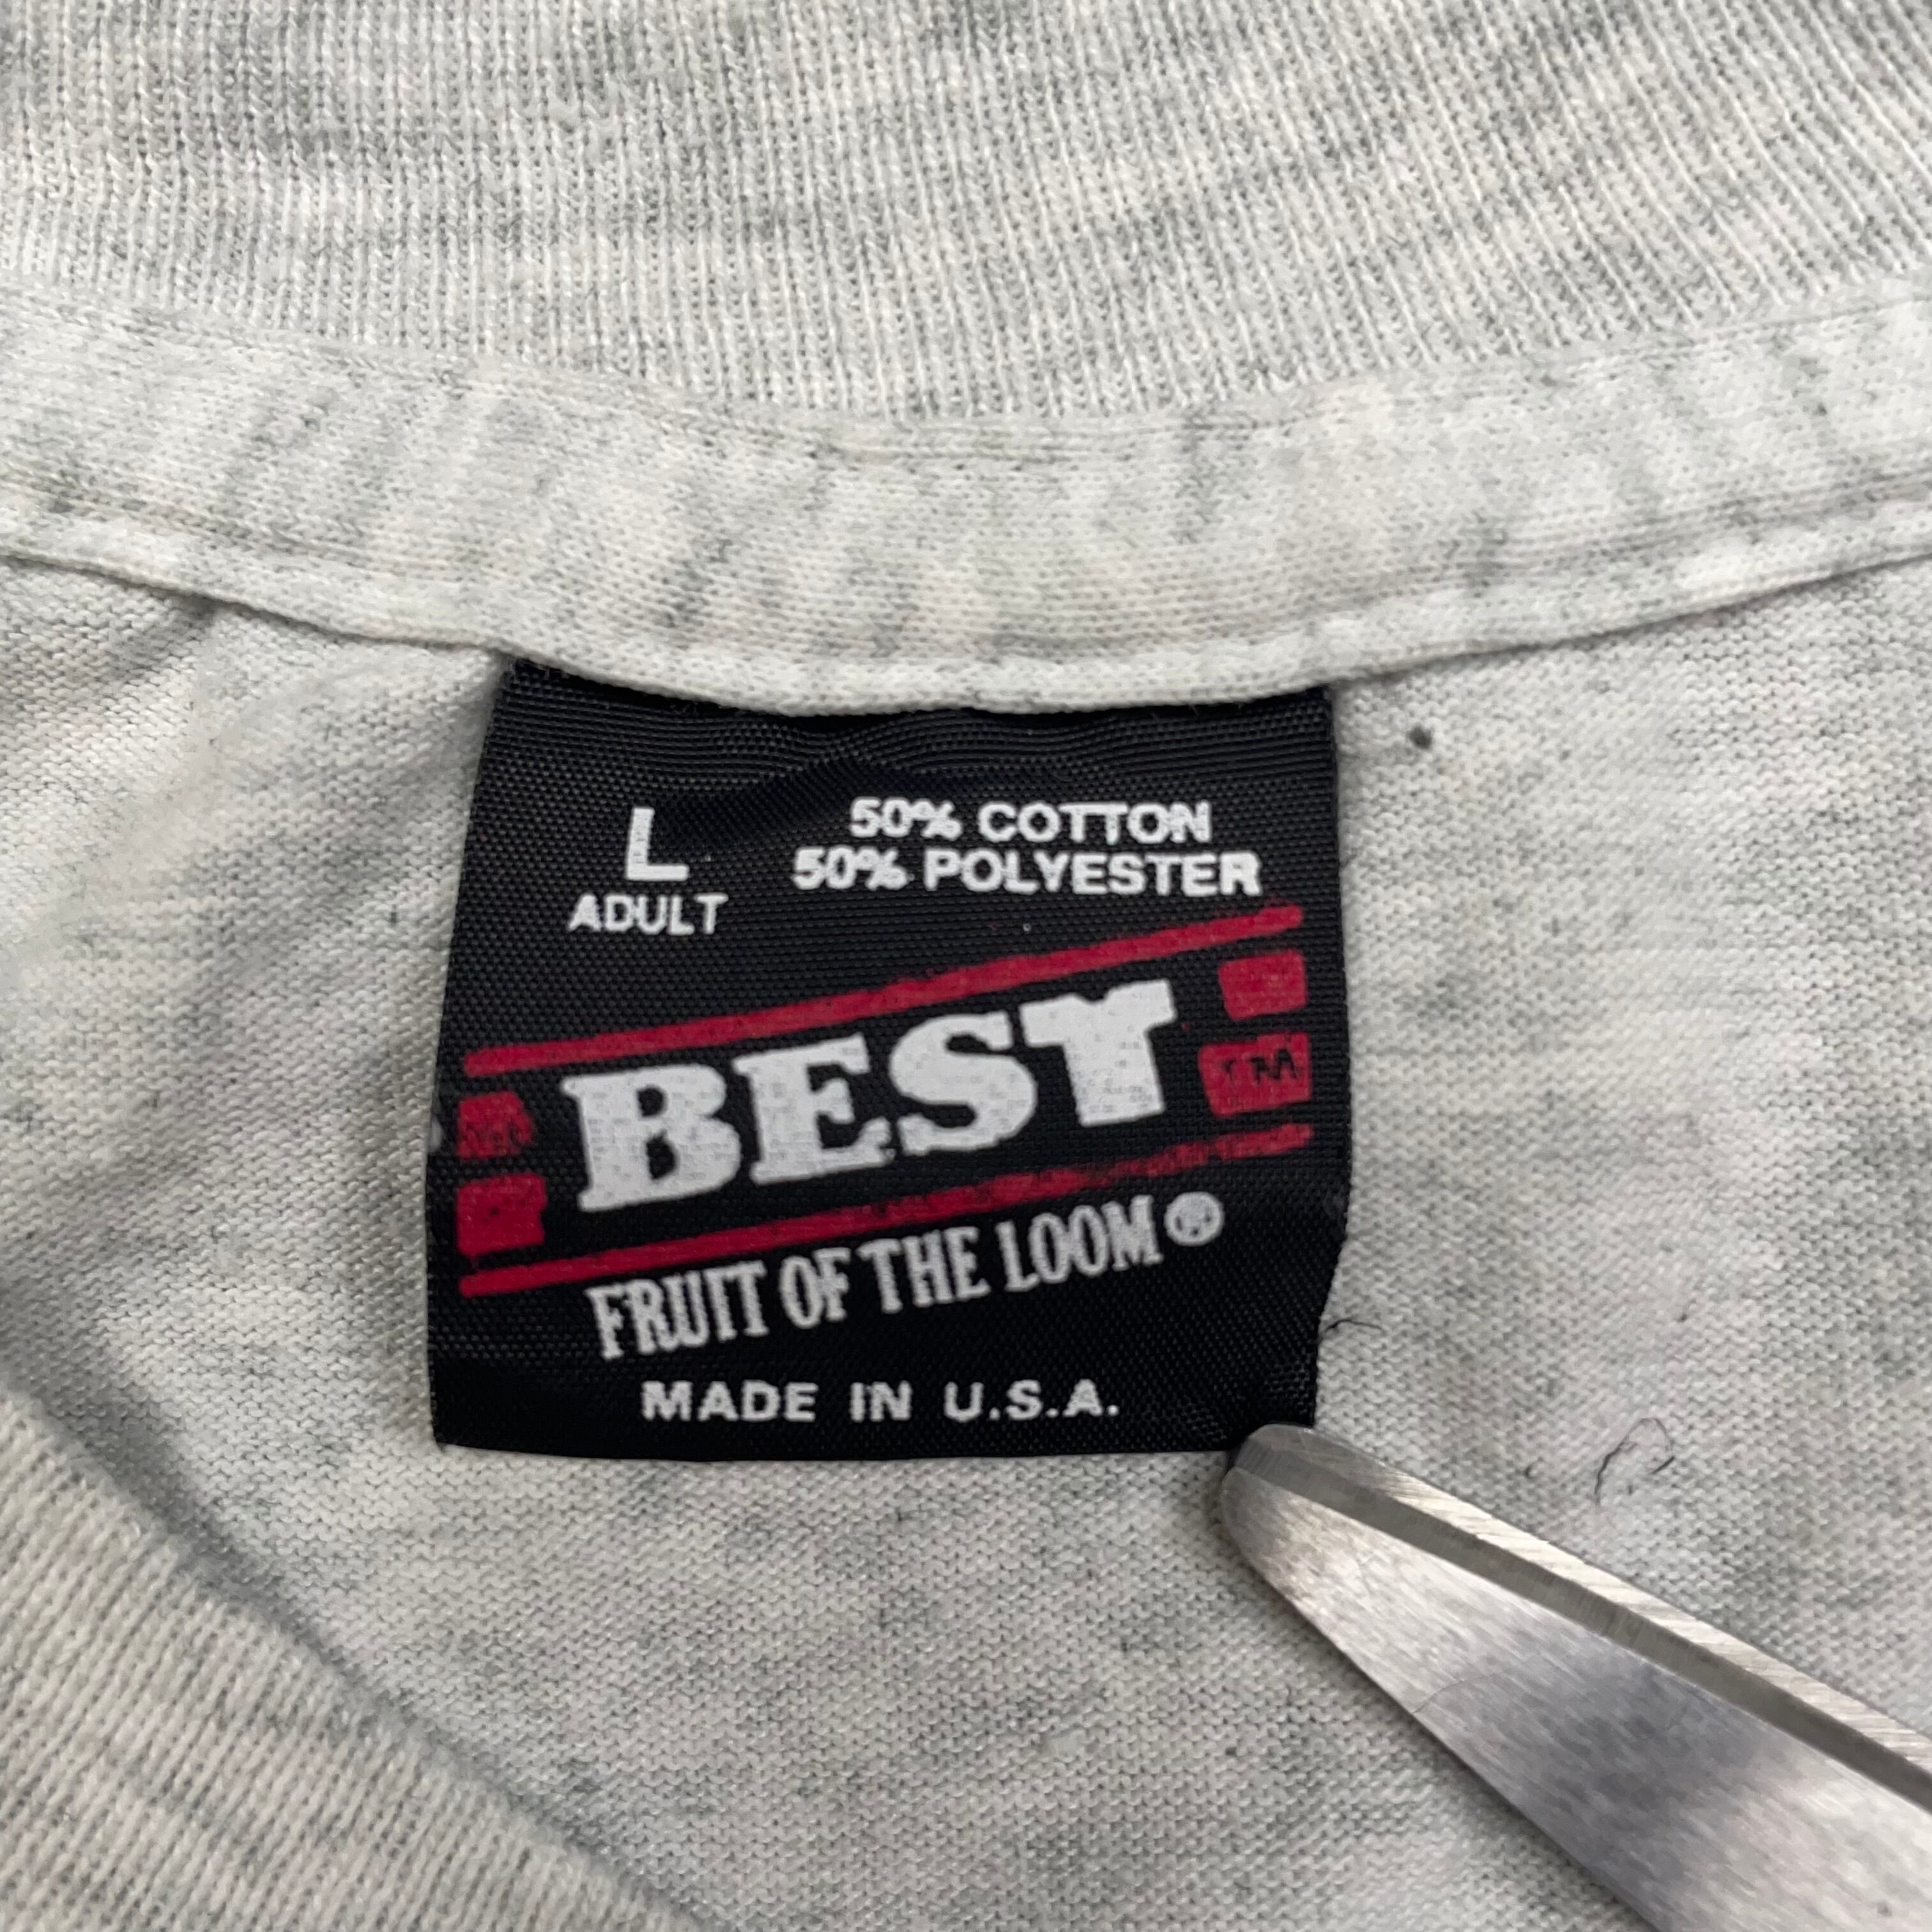 L
ADULT
50% COTTON
50% POLYESTER
BEST
TM
FRUIT OF THE LOOM®
MADE IN U.S.A.